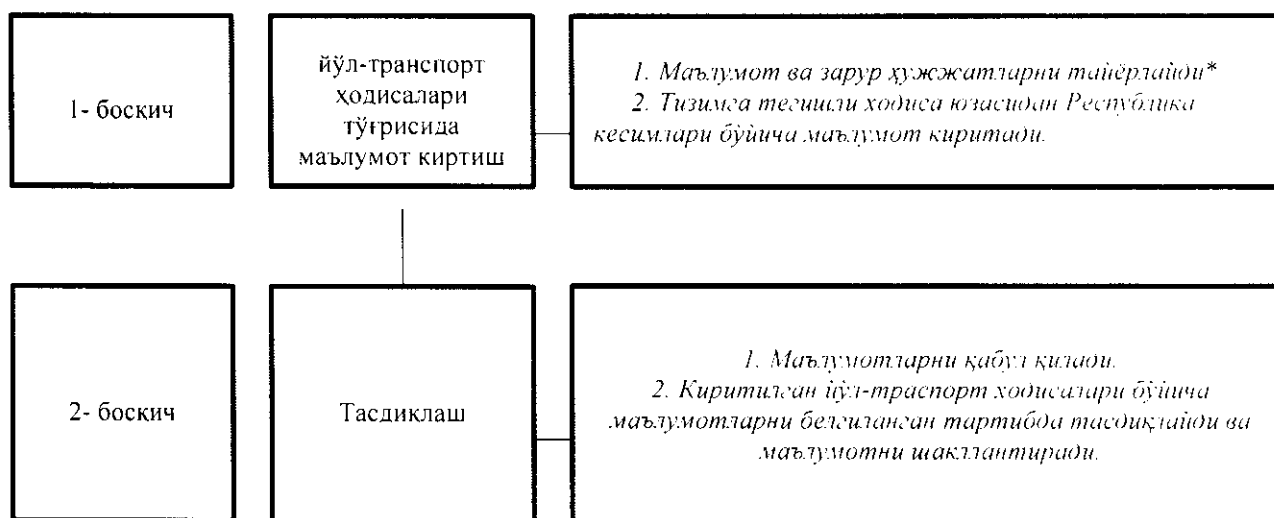 1- босқич
йўл-транспорт
ҳодисалари
тўғрисида
маълумот киртиш
1. Маълумот ва зарур ҳужжатларни тайёрлайди*
2. Тизимга тегишли ходиса юзасидан Республика
кесимлари бўйича маълумот киритади.
2- босқич
Тасдиқлаш
1. Маълумотларни қабул қилади.
2. Киритилган йўл-траспорт ходисалари бўйича
маълумотларни белгиланган тартибда тасдиқлайди ва
маълумотни шакллантиради.